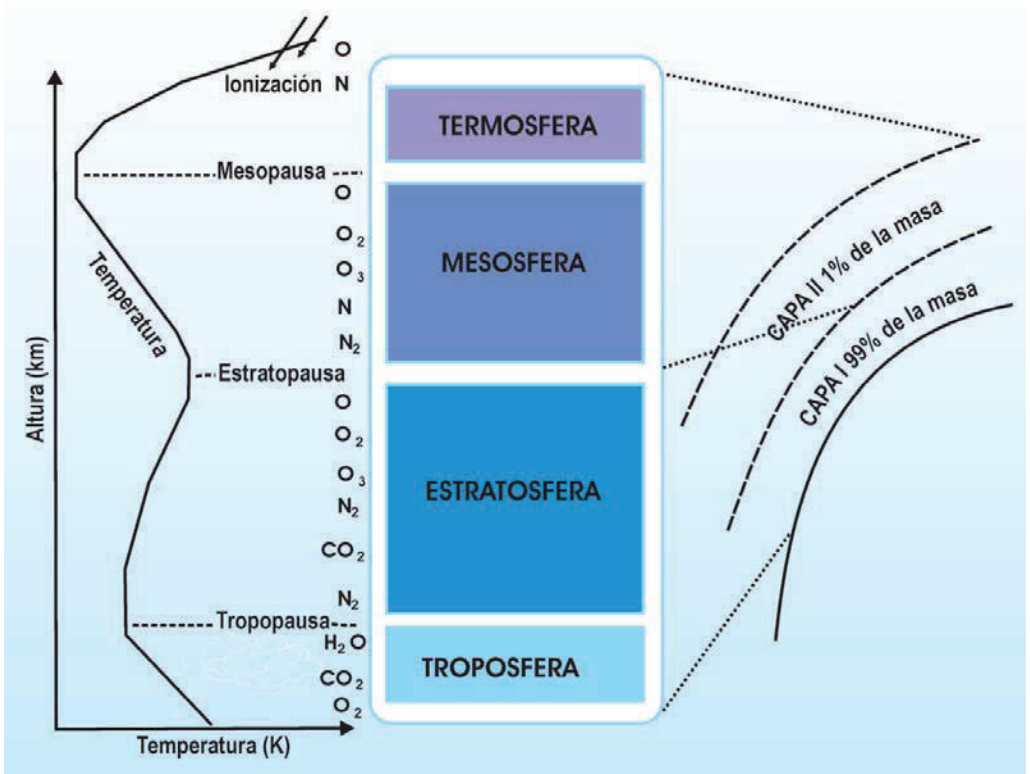 O
Ionización N
TERMOSFERA
Mesopausa
O
O₂
MESOSFERA
O₃
N
N₂
Temperatura
Estratopausa
O
O₂
O₃
ESTRATOSFERA
N₂
CO₂
N₂
Tropopausa
H₂O
TROPOSFERA
CO₂
O₂
Altura (km)
Temperatura (K)
CAPA II 1% de la masa
CAPA I 99% de la masa